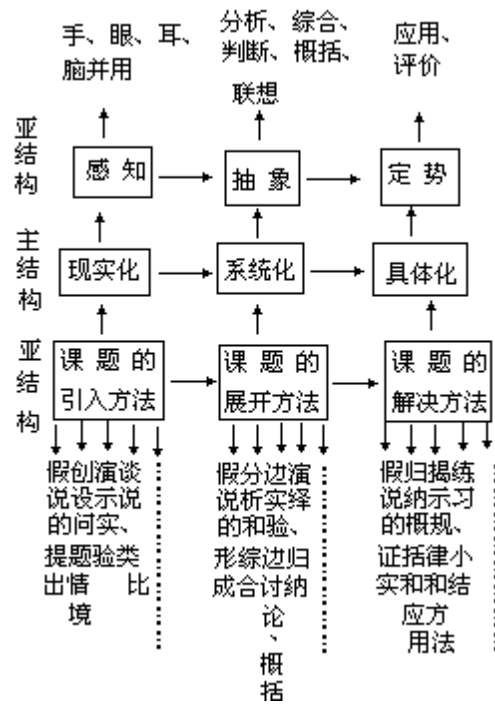 手、眼、耳、
脑并用
分析、综合、
判断、概括、
联想
应用、
评价
亚结构
感知
抽象
定势
主结构
现实化
系统化
具体化
亚结构
课题的
引入方法
课题的
展开方法
课题的
解决方法
假说的提出
创设问题情境
演示实验
谈说、类比
假说的形成
分析和综合
边实验边讨论
演绎、归纳、概括
假说的证实
归纳概括和应用
揭示规律和方法
练习、小结